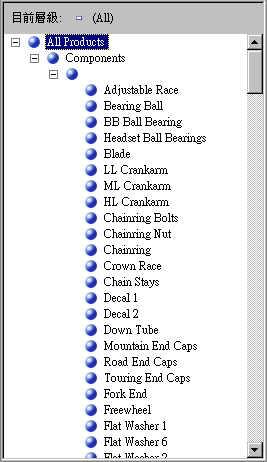 目前層級: (All)
All Products
Components
Adjustable Race
Bearing Ball
BB Ball Bearing
Headset Ball Bearings
Blade
LL Crankarm
ML Crankarm
HL Crankarm
Chainring Bolts
Chainring Nut
Chainring
Crown Race
Chain Stays
Decal 1
Decal 2
Down Tube
Mountain End Caps
Road End Caps
Touring End Caps
Fork End
Freewheel
Flat Washer 1
Flat Washer 6
Flat Washer 2